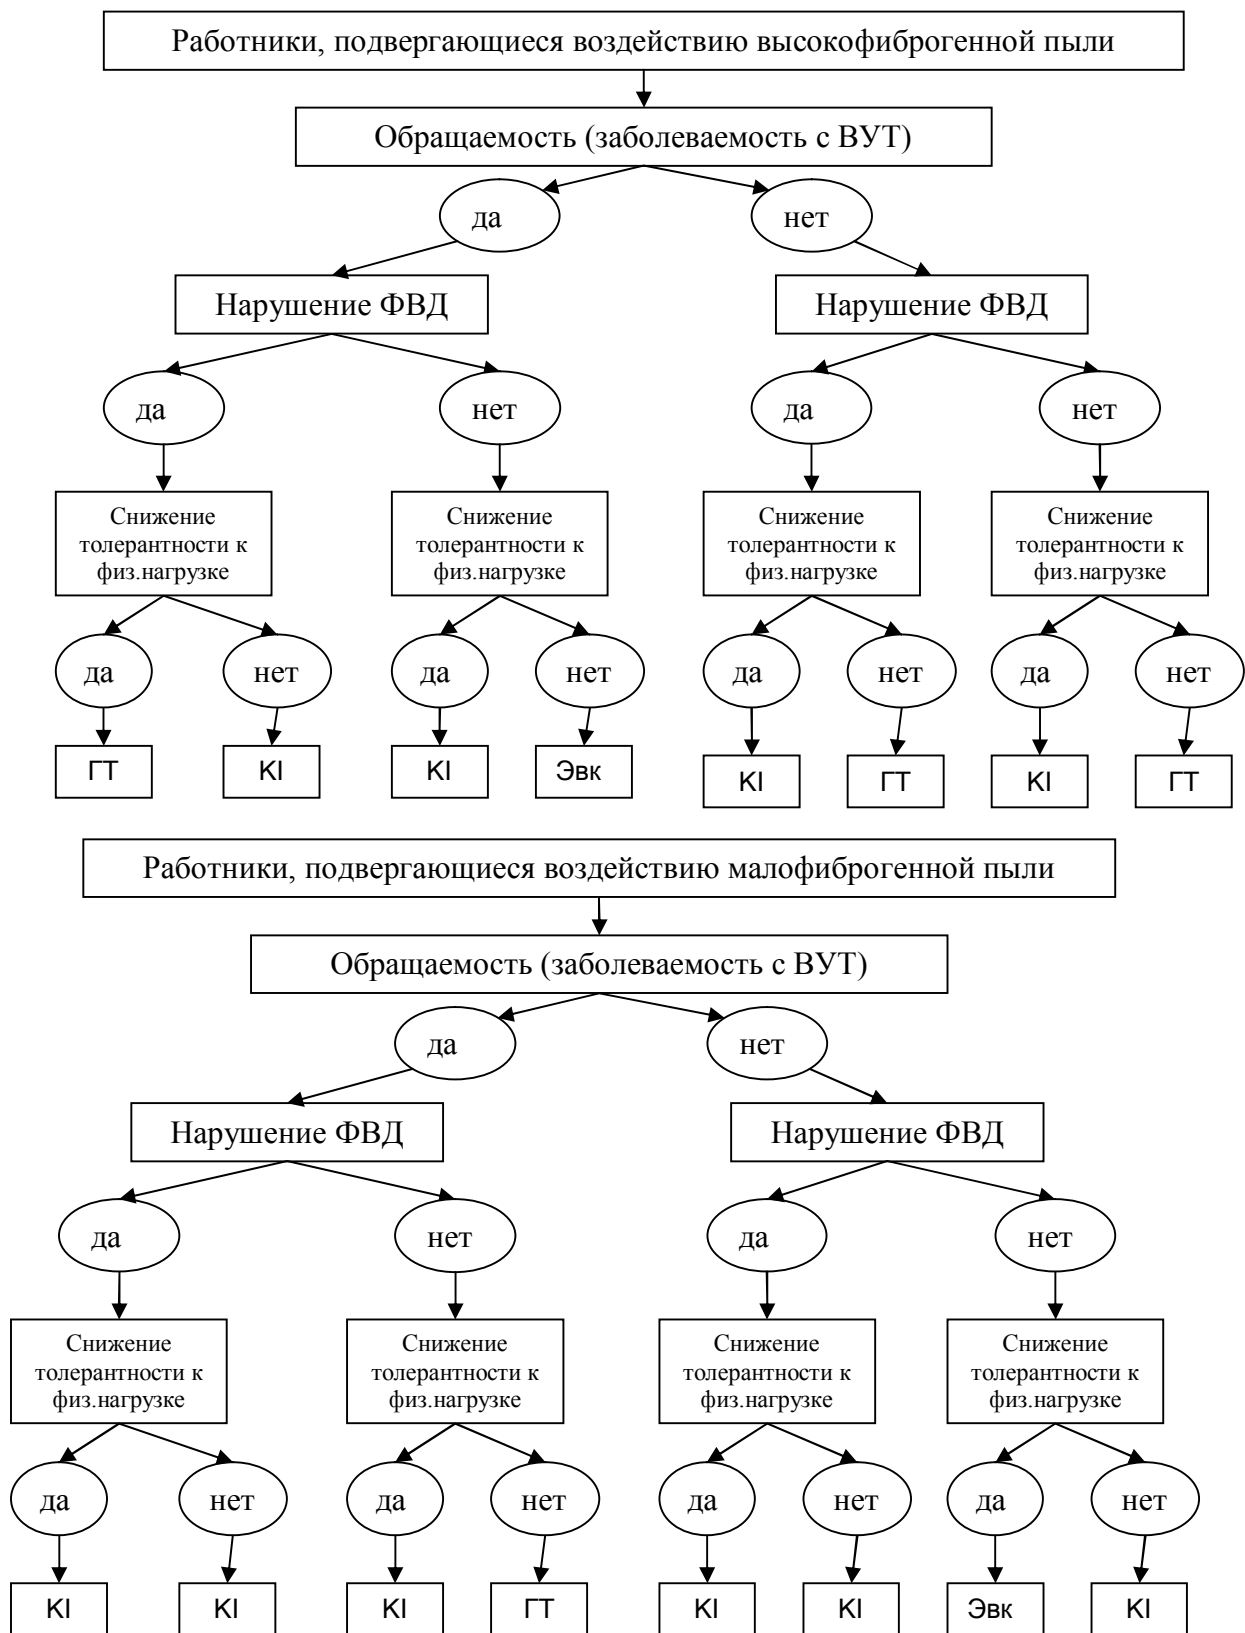 Работники, подвергающиеся воздействию высокофиброгенной пыли
Обращаемость (заболеваемость с ВУТ)
да
нет
Нарушение ФВД
Нарушение ФВД
да
нет
да
нет
Снижение
толерантности к
физ.нагрузке
Снижение
толерантности к
физ.нагрузке
Снижение
толерантности к
физ.нагрузке
Снижение
толерантности к
физ.нагрузке
да
нет
да
нет
да
нет
да
нет
ГТ
KI
KI
Эвк
KI
ГТ
KI
ГТ
Работники, подвергающиеся воздействию малофиброгенной пыли
Обращаемость (заболеваемость с ВУТ)
да
нет
Нарушение ФВД
Нарушение ФВД
да
нет
да
нет
Снижение
толерантности к
физ.нагрузке
Снижение
толерантности к
физ.нагрузке
Снижение
толерантности к
физ.нагрузке
Снижение
толерантности к
физ.нагрузке
да
нет
да
нет
да
нет
да
нет
KI
KI
KI
ГТ
KI
KI
Эвк
KI